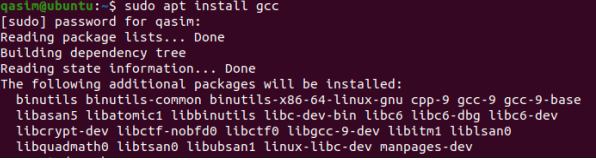 qasim@ubuntu:~$ sudo apt install gcc
[sudo] password for qasim:
Reading package lists... Done
Building dependency tree
Reading state information... Done
The following additional packages will be installed:
  binutils binutils-common binutils-x86-64-linux-gnu cpp-9 gcc-9 gcc-9-base
  libasan5 libatomic1 libbinutils libc-dev-bin libc6 libc6-dbg libc6-dev
  libcrypt-dev libctf-nobfd0 libctf0 libgcc-9-dev libitm1 liblsan0
  libquadmath0 libtsan0 libubsan1 linux-libc-dev manpages-dev